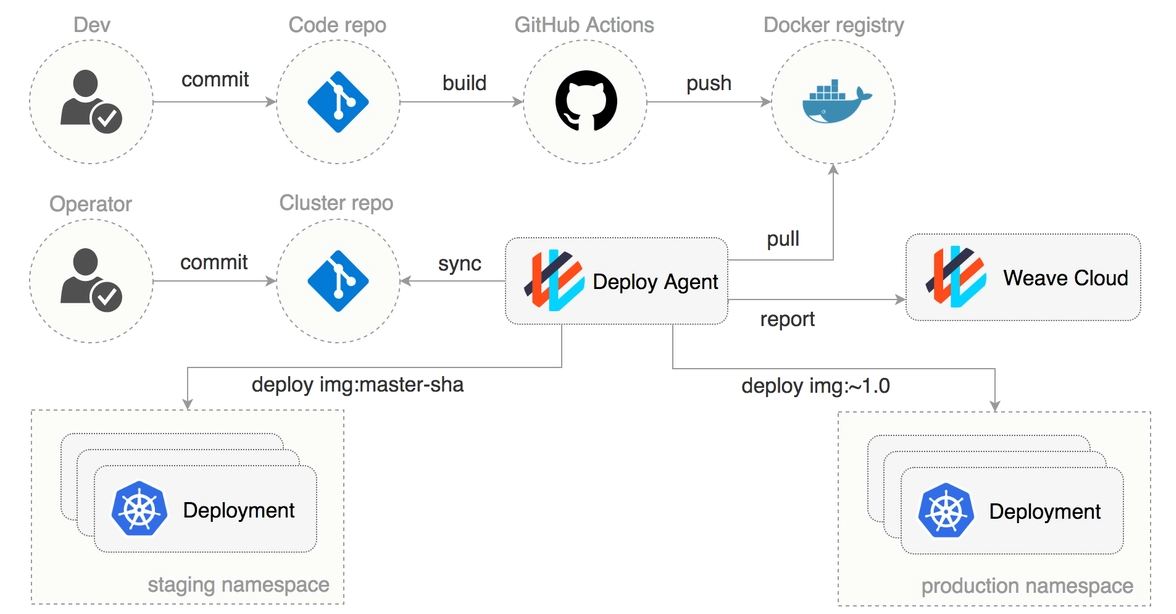 Dev
Code repo
GitHub Actions
Docker registry
commit
build
push
Operator
Cluster repo
commit
sync
Deploy Agent
pull
report
Weave Cloud
deploy img:master-sha
deploy img:~1.0
Deployment
staging namespace
Deployment
production namespace